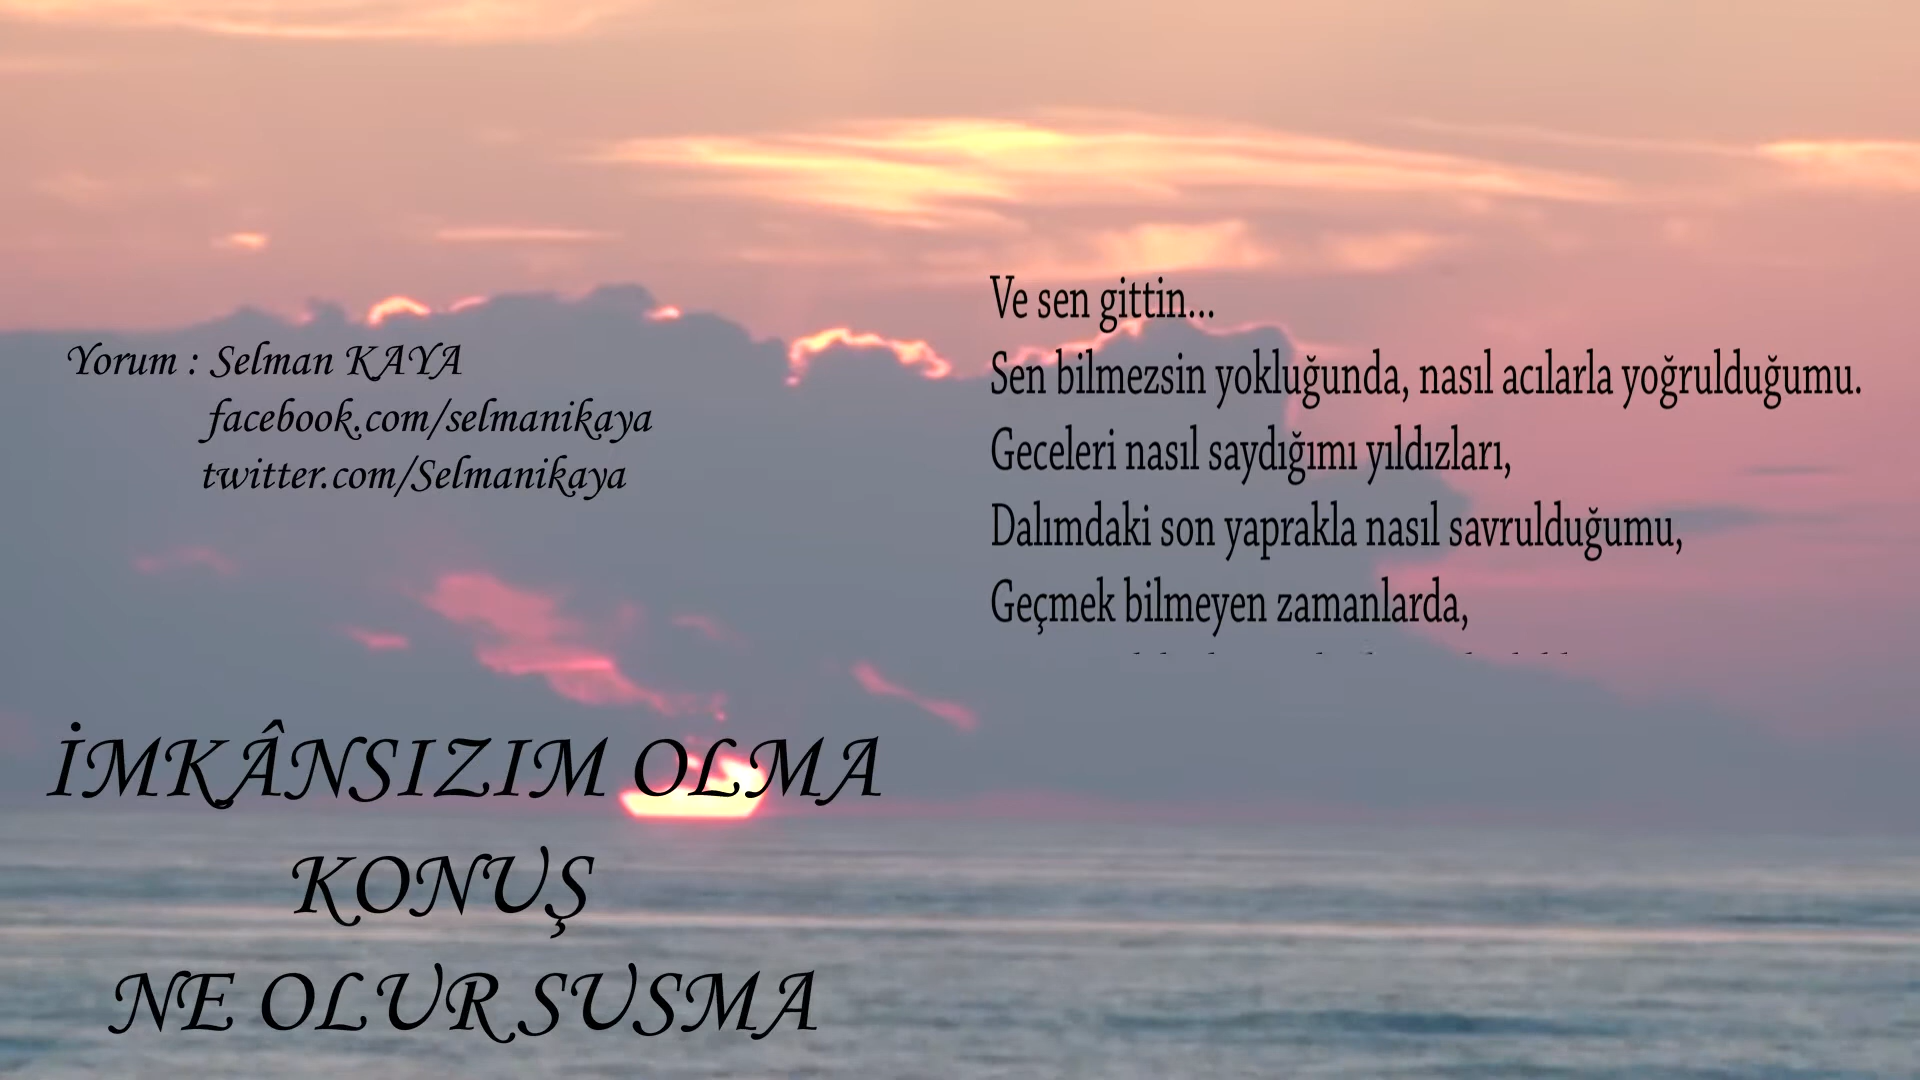 Yorum : Selman KAYA
facebook.com/selmanikaya
twitter.com/Selmanikaya
Ve sen gittin...
Sen bilmezsin yokluğunda, nasıl acılarla yoğrulduğumu.
Geceleri nasıl saydığımı yıldızları,
Dalımdaki son yaprakla nasıl savrulduğumu,
Geçmek bilmeyen zamanlarda,
İMKÂNSIZIM OLMA
KONUŞ
NE OLUR SUSMA